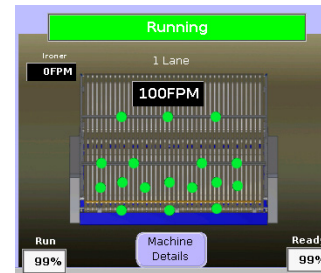 Running
Ironer
0FPM
1 Lane
100FPM
Run
99%
Machine
Details
99%